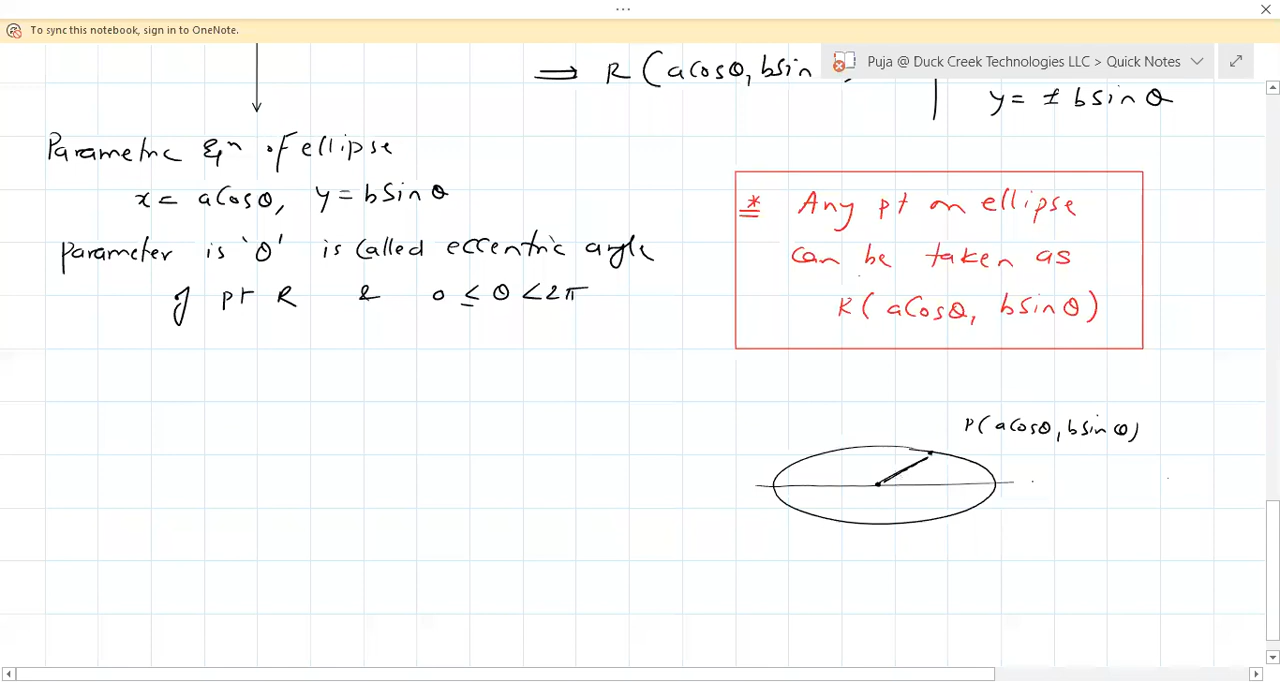 To sync this notebook, sign in to OneNote.
Puja @ Duck Creek Technologies LLC > Quick Notes
⟹ R (acosθ, bsin
y = ± bsinθ
Parametric Eqⁿ of ellipse
x = acosθ, y = bsinθ
Parameter is 'θ' is called eccentric angle
of pt R & 0 ≤ θ < 2π
* Any pt on ellipse
can be taken as
R(acosθ, bsinθ)
P(acosθ, bsinθ)